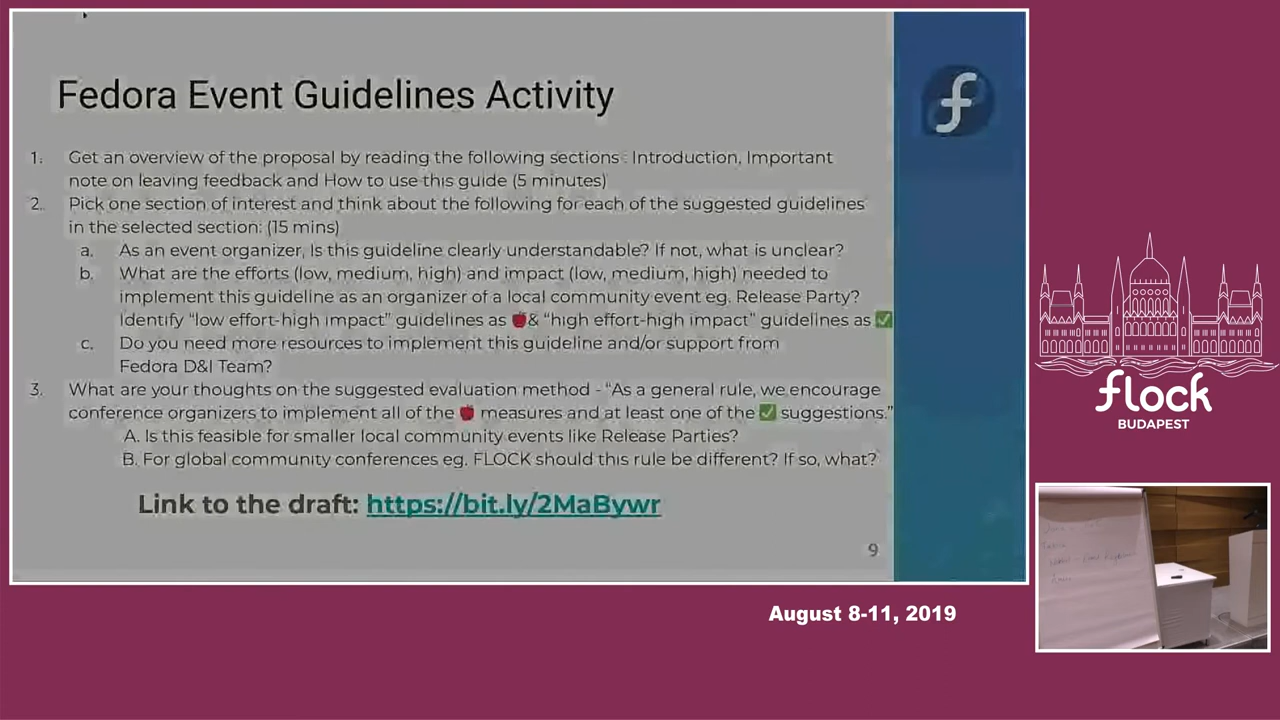 Fedora Event Guidelines Activity
1. Get an overview of the proposal by reading the following sections : Introduction, Important
note on leaving feedback and How to use this guide (5 minutes)
2. Pick one section of interest and think about the following for each of the suggested guidelines
in the selected section: (15 mins)
a. As an event organizer, Is this guideline clearly understandable? If not, what is unclear?
b. What are the efforts (low, medium, high) and impact (low, medium, high) needed to
implement this guideline as an organizer of a local community event eg. Release Party?
Identify “low effort-high impact” guidelines as 🍎& “high effort-high impact” guidelines as ✅
c. Do you need more resources to implement this guideline and/or support from
Fedora D&I Team?
3. What are your thoughts on the suggested evaluation method - “As a general rule, we encourage
conference organizers to implement all of the 🍎 measures and at least one of the ✅ suggestions.”
A. Is this feasible for smaller local community events like Release Parties?
B. For global community conferences eg. FLOCK should this rule be different? If so, what?
Link to the draft: https://bit.ly/2MaBywr
9
flock
BUDAPEST
August 8-11, 2019